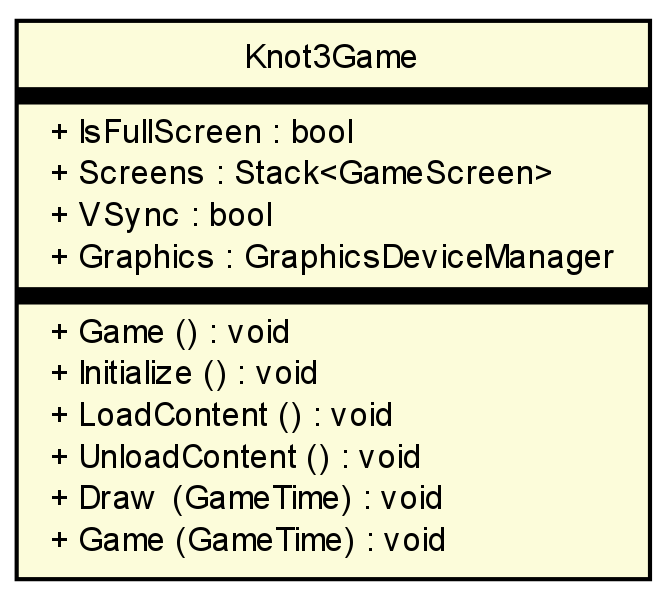 Knot3Game
+ IsFullScreen : bool
+ Screens : Stack<GameScreen>
+ VSync : bool
+ Graphics : GraphicsDeviceManager
+ Game () : void
+ Initialize () : void
+ LoadContent () : void
+ UnloadContent () : void
+ Draw (GameTime) : void
+ Game (GameTime) : void